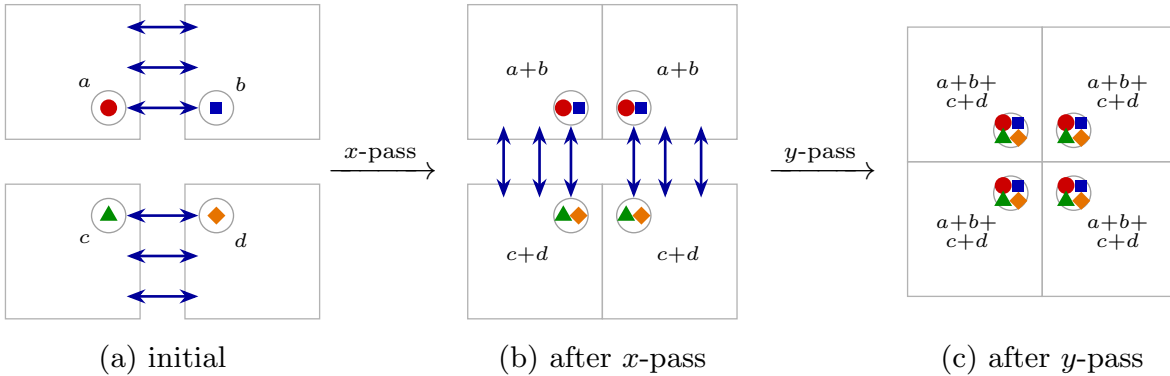 a
b
c
d
(a) initial
x-pass
a+b
a+b
c+d
c+d
(b) after x-pass
y-pass
a+b+
c+d
a+b+
c+d
a+b+
c+d
a+b+
c+d
(c) after y-pass